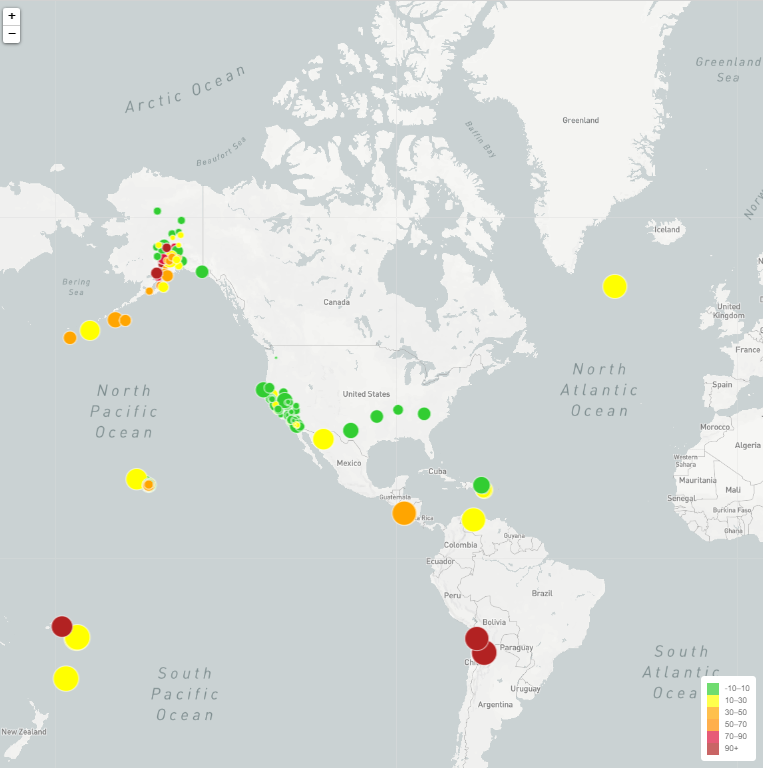 +
−
Arctic Ocean
Beaufort Sea
Baffin Bay
Greenland
Sea
Greenland
Iceland
Bering
Sea
Canada
United
Kingdom
France
North
Pacific
Ocean
North
Atlantic
Ocean
United States
Spain
Morocco
Algeria
Mexico
Cuba
Western
Sahara
Mauritania
Mali
Senegal
Burkina Faso
Ghana
Guatemala
a Rica
Colombia
Guyana
Ecuador
Peru
Brazil
Bolivia
Paraguay
Ch
South
Pacific
Ocean
South
Atlantic
Ocea
Uruguay
Argentina
New Zealand
-10–10
10–30
30–50
50–70
70–90
90+